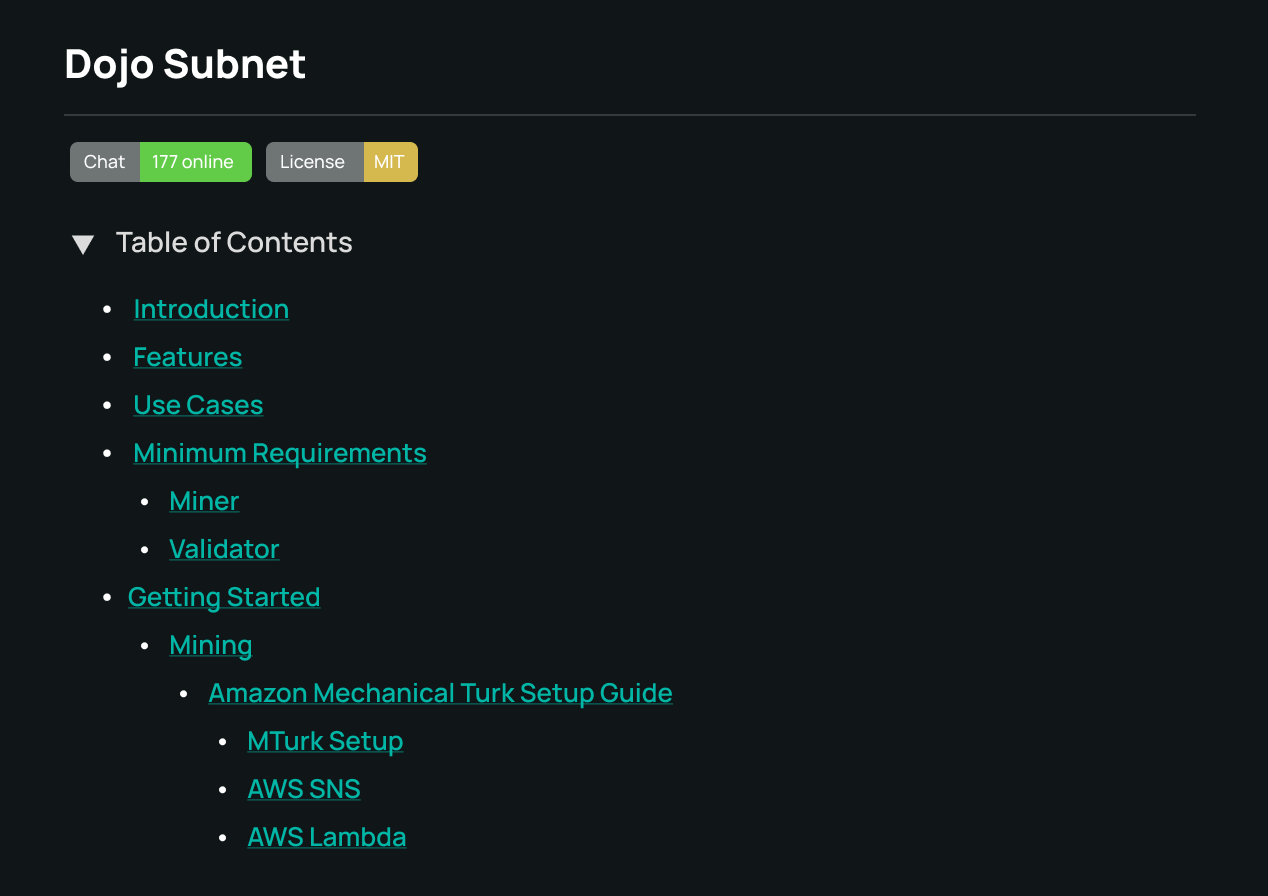 Dojo Subnet
Chat 177 online License MIT
Table of Contents
Introduction
Features
Use Cases
Minimum Requirements
Miner
Validator
Getting Started
Mining
Amazon Mechanical Turk Setup Guide
MTurk Setup
AWS SNS
AWS Lambda